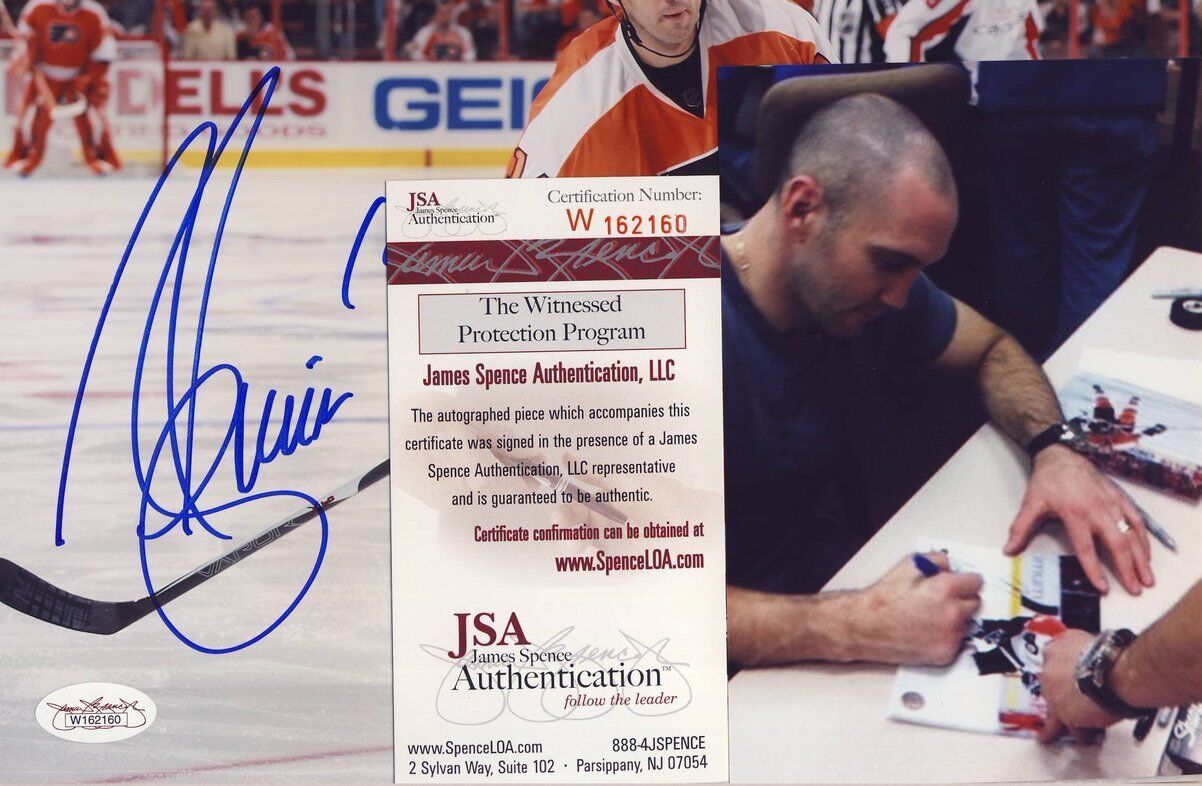 DELLS
GEI
JSA
James Spence
Authentication
Certification Number:
W 162160
The Witnessed
Protection Program
James Spence Authentication, LLC
The autographed piece which accompanies this
certificate was signed in the presence of a James
Spence Authentication, LLC representative
and is guaranteed to be authentic.
Certificate confirmation can be obtained at
www.SpenceLOA.com
JSA
James Spence
Authentication™
follow the leader
www.SpenceLOA.com 888-4JSPENCE
2 Sylvan Way, Suite 102 · Parsippany, NJ 07054
VAPOR
W162160